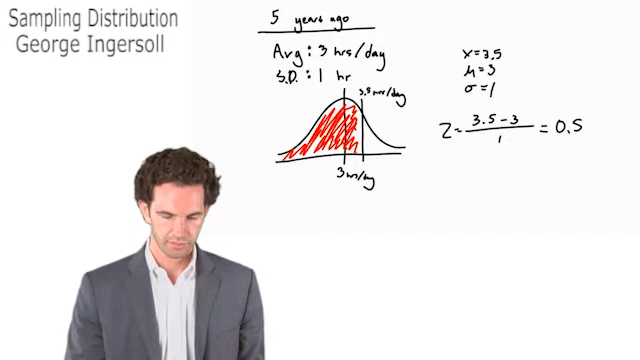 Sampling Distribution
George Ingersoll
5 years ago
Avg: 3 hrs/day
S.D.: 1 hr
3.5 hrs/day
3 hrs/day
x=3.5
μ=3
σ=1
Z= 3.5-3
1
= 0.5